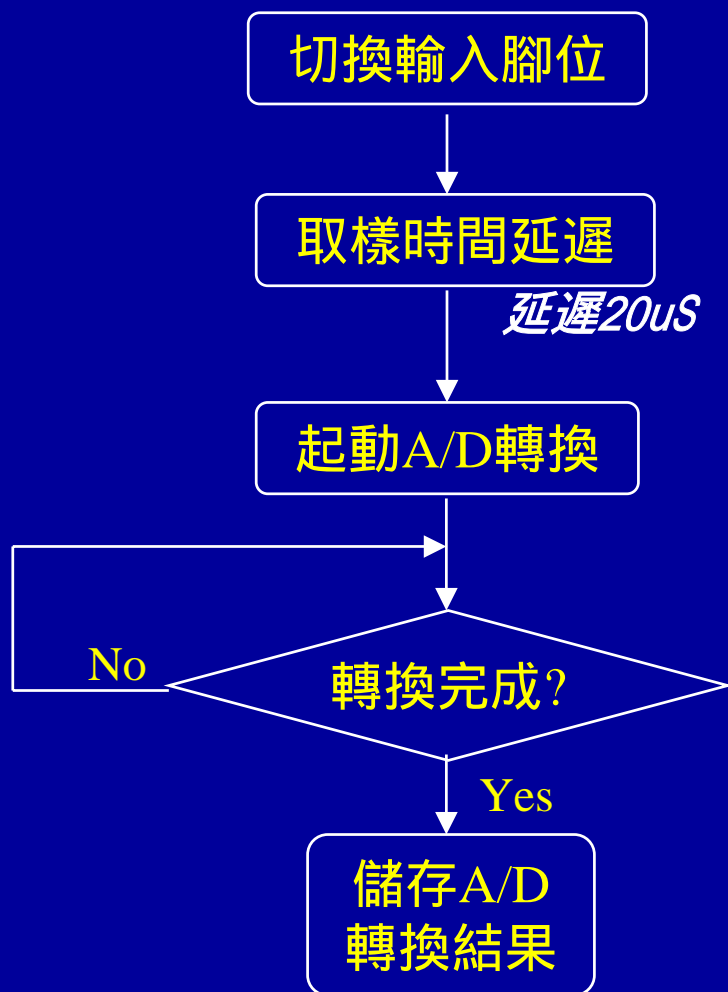 切換輸入腳位
取樣時間延遲
延遲20uS
起動A/D轉換
No
轉換完成?
Yes
儲存A/D
轉換結果